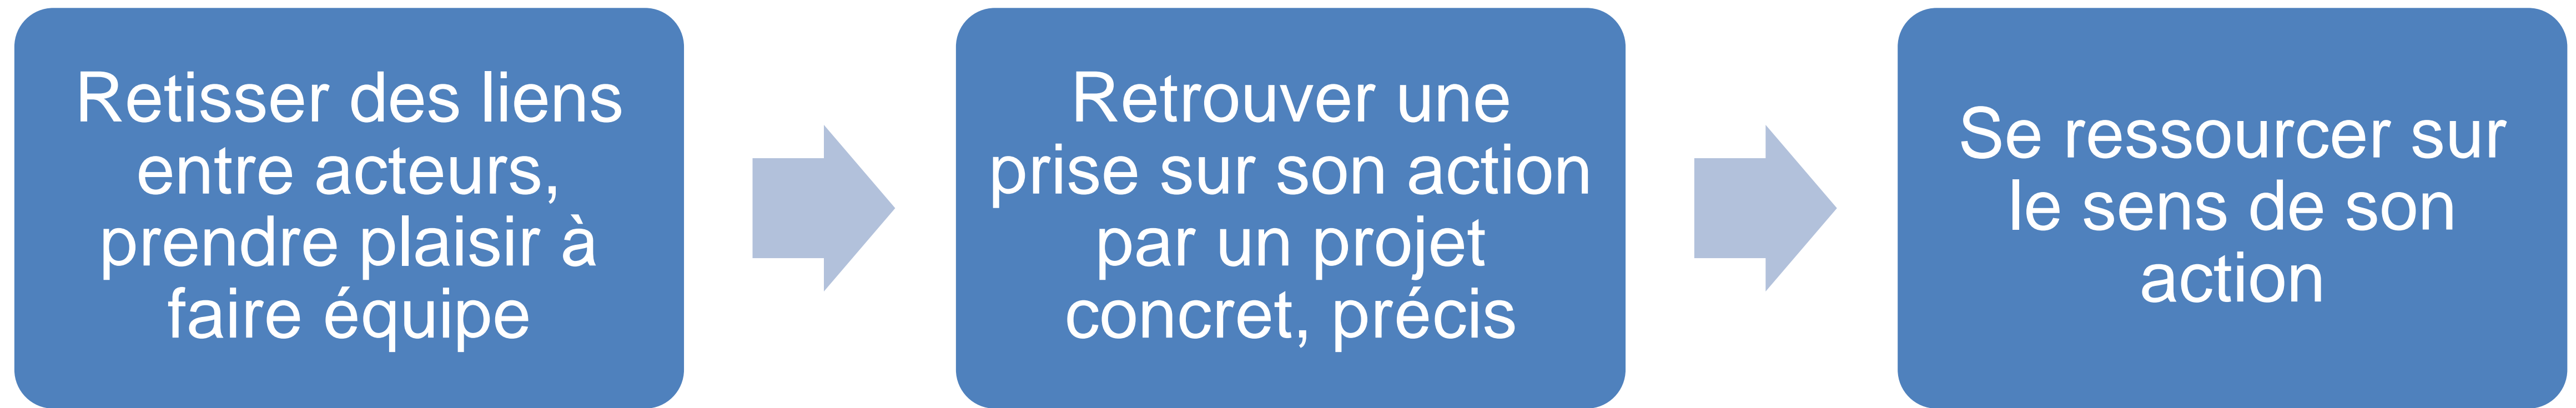 Retisser des liens
entre acteurs,
prendre plaisir à
faire équipe
Retrouver une
prise sur son action
par un projet
concret, précis
Se ressourcer sur
le sens de son
action